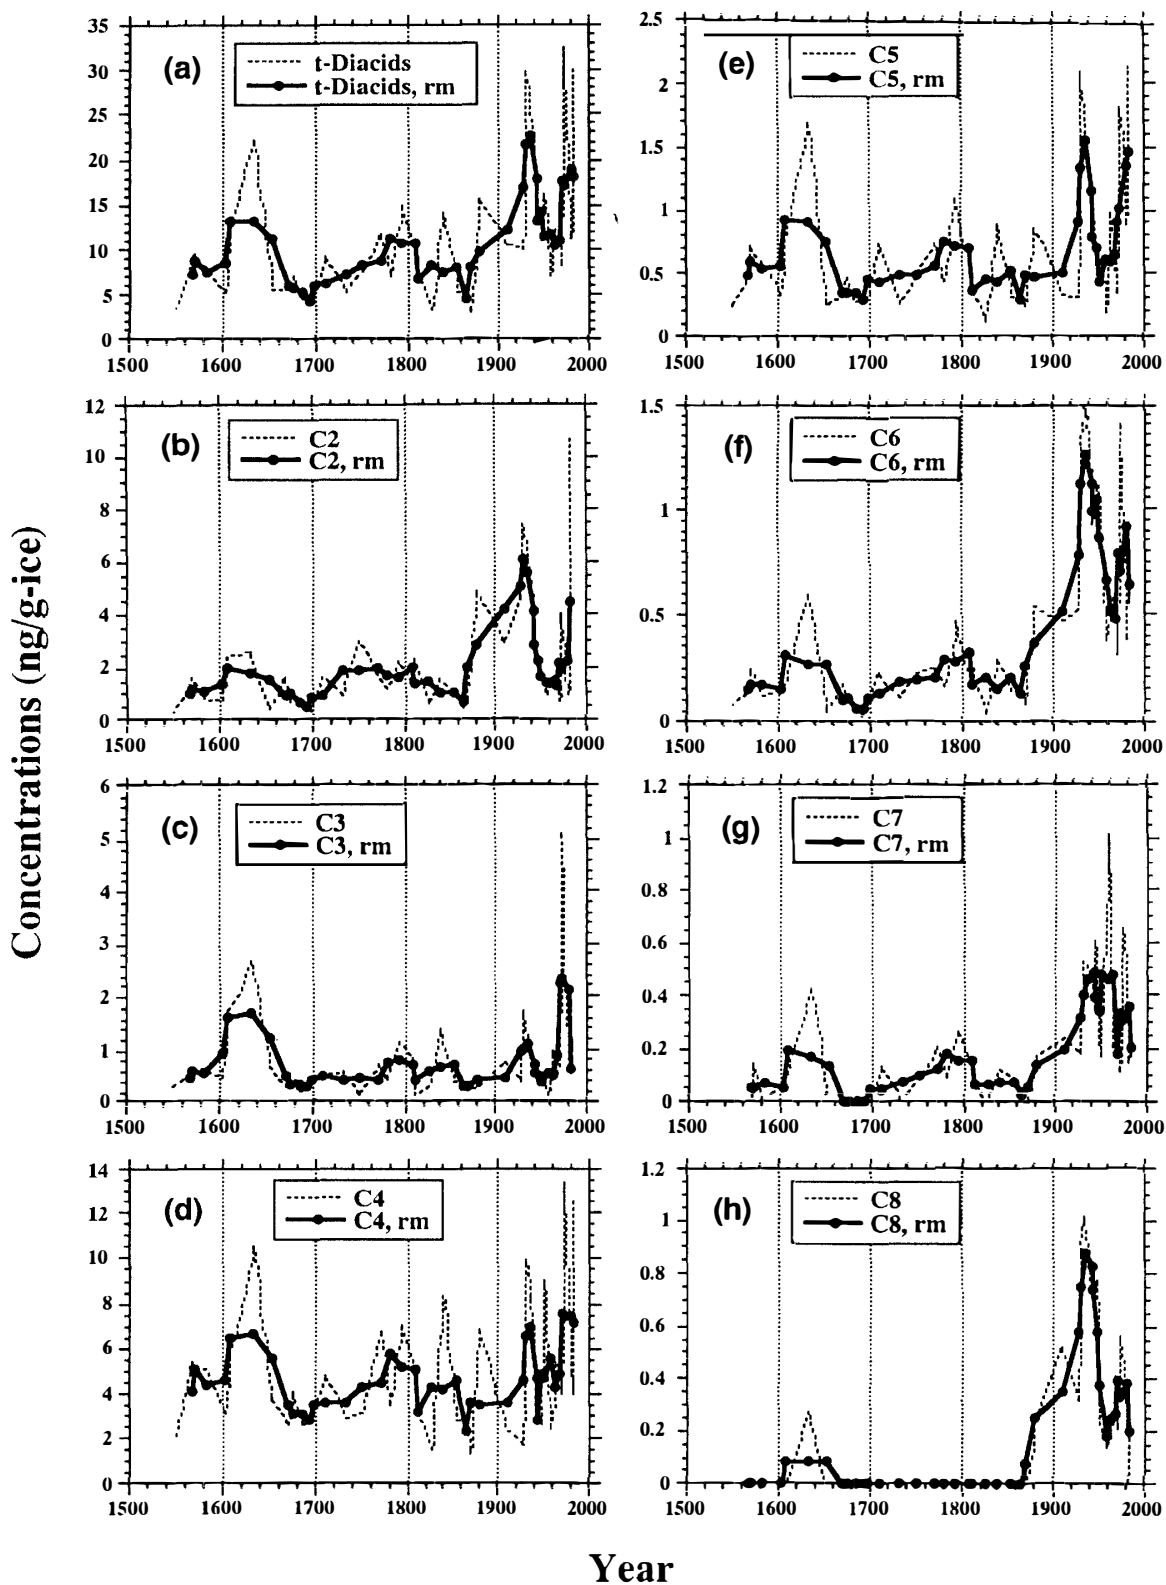 Concentrations (ng/g-ice)
(a)
t-Diacids
t-Diacids, rm
35
30
25
20
15
10
5
0
1500 1600 1700 1800 1900 2000
(b)
C2
C2, rm
12
10
8
6
4
2
0
1500 1600 1700 1800 1900 2000
(c)
C3
C3, rm
6
5
4
3
2
1
0
1500 1600 1700 1800 1900 2000
(d)
C4
C4, rm
14
12
10
8
6
4
2
0
1500 1600 1700 1800 1900 2000
(e)
C5
C5, rm
2.5
2
1.5
1
0.5
0
1500 1600 1700 1800 1900 2000
(f)
C6
C6, rm
1.5
1
0.5
0
1500 1600 1700 1800 1900 2000
(g)
C7
C7, rm
1.2
1
0.8
0.6
0.4
0.2
0
1500 1600 1700 1800 1900 2000
(h)
C8
C8, rm
1.2
1
0.8
0.6
0.4
0.2
0
1500 1600 1700 1800 1900 2000
Year